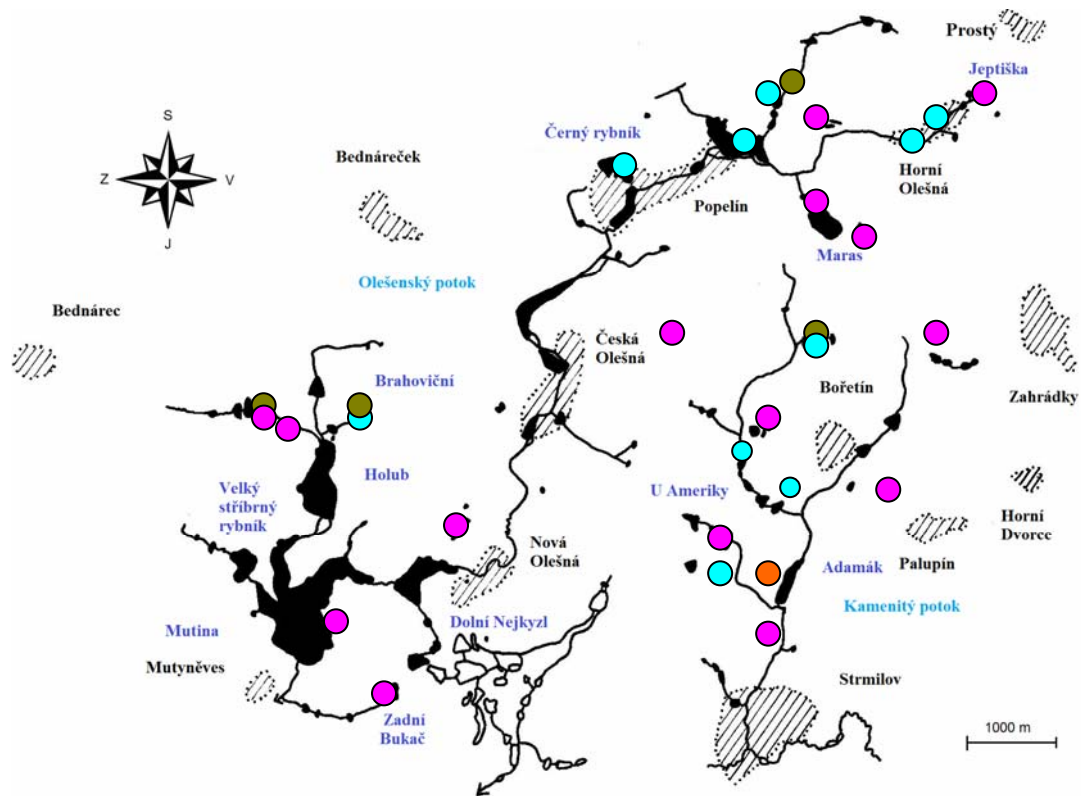 Prostý
Jeptiška
S
Z
V
J
Bednáreček
Černý rybník
Horní
Olešná
Popelín
Maras
Olešenský potok
Bednárec
Česká
Olešná
Brahoviční
Bořetín
Zahrádky
Holub
Velký
stříbrný
rybník
U Ameriky
Horní
Dvorce
Nová
Olešná
Palupín
Adamák
Kamenitý potok
Mutina
Dolní Nejkyzl
Mutyněves
Strmilov
Zadní
Bukač
1000 m